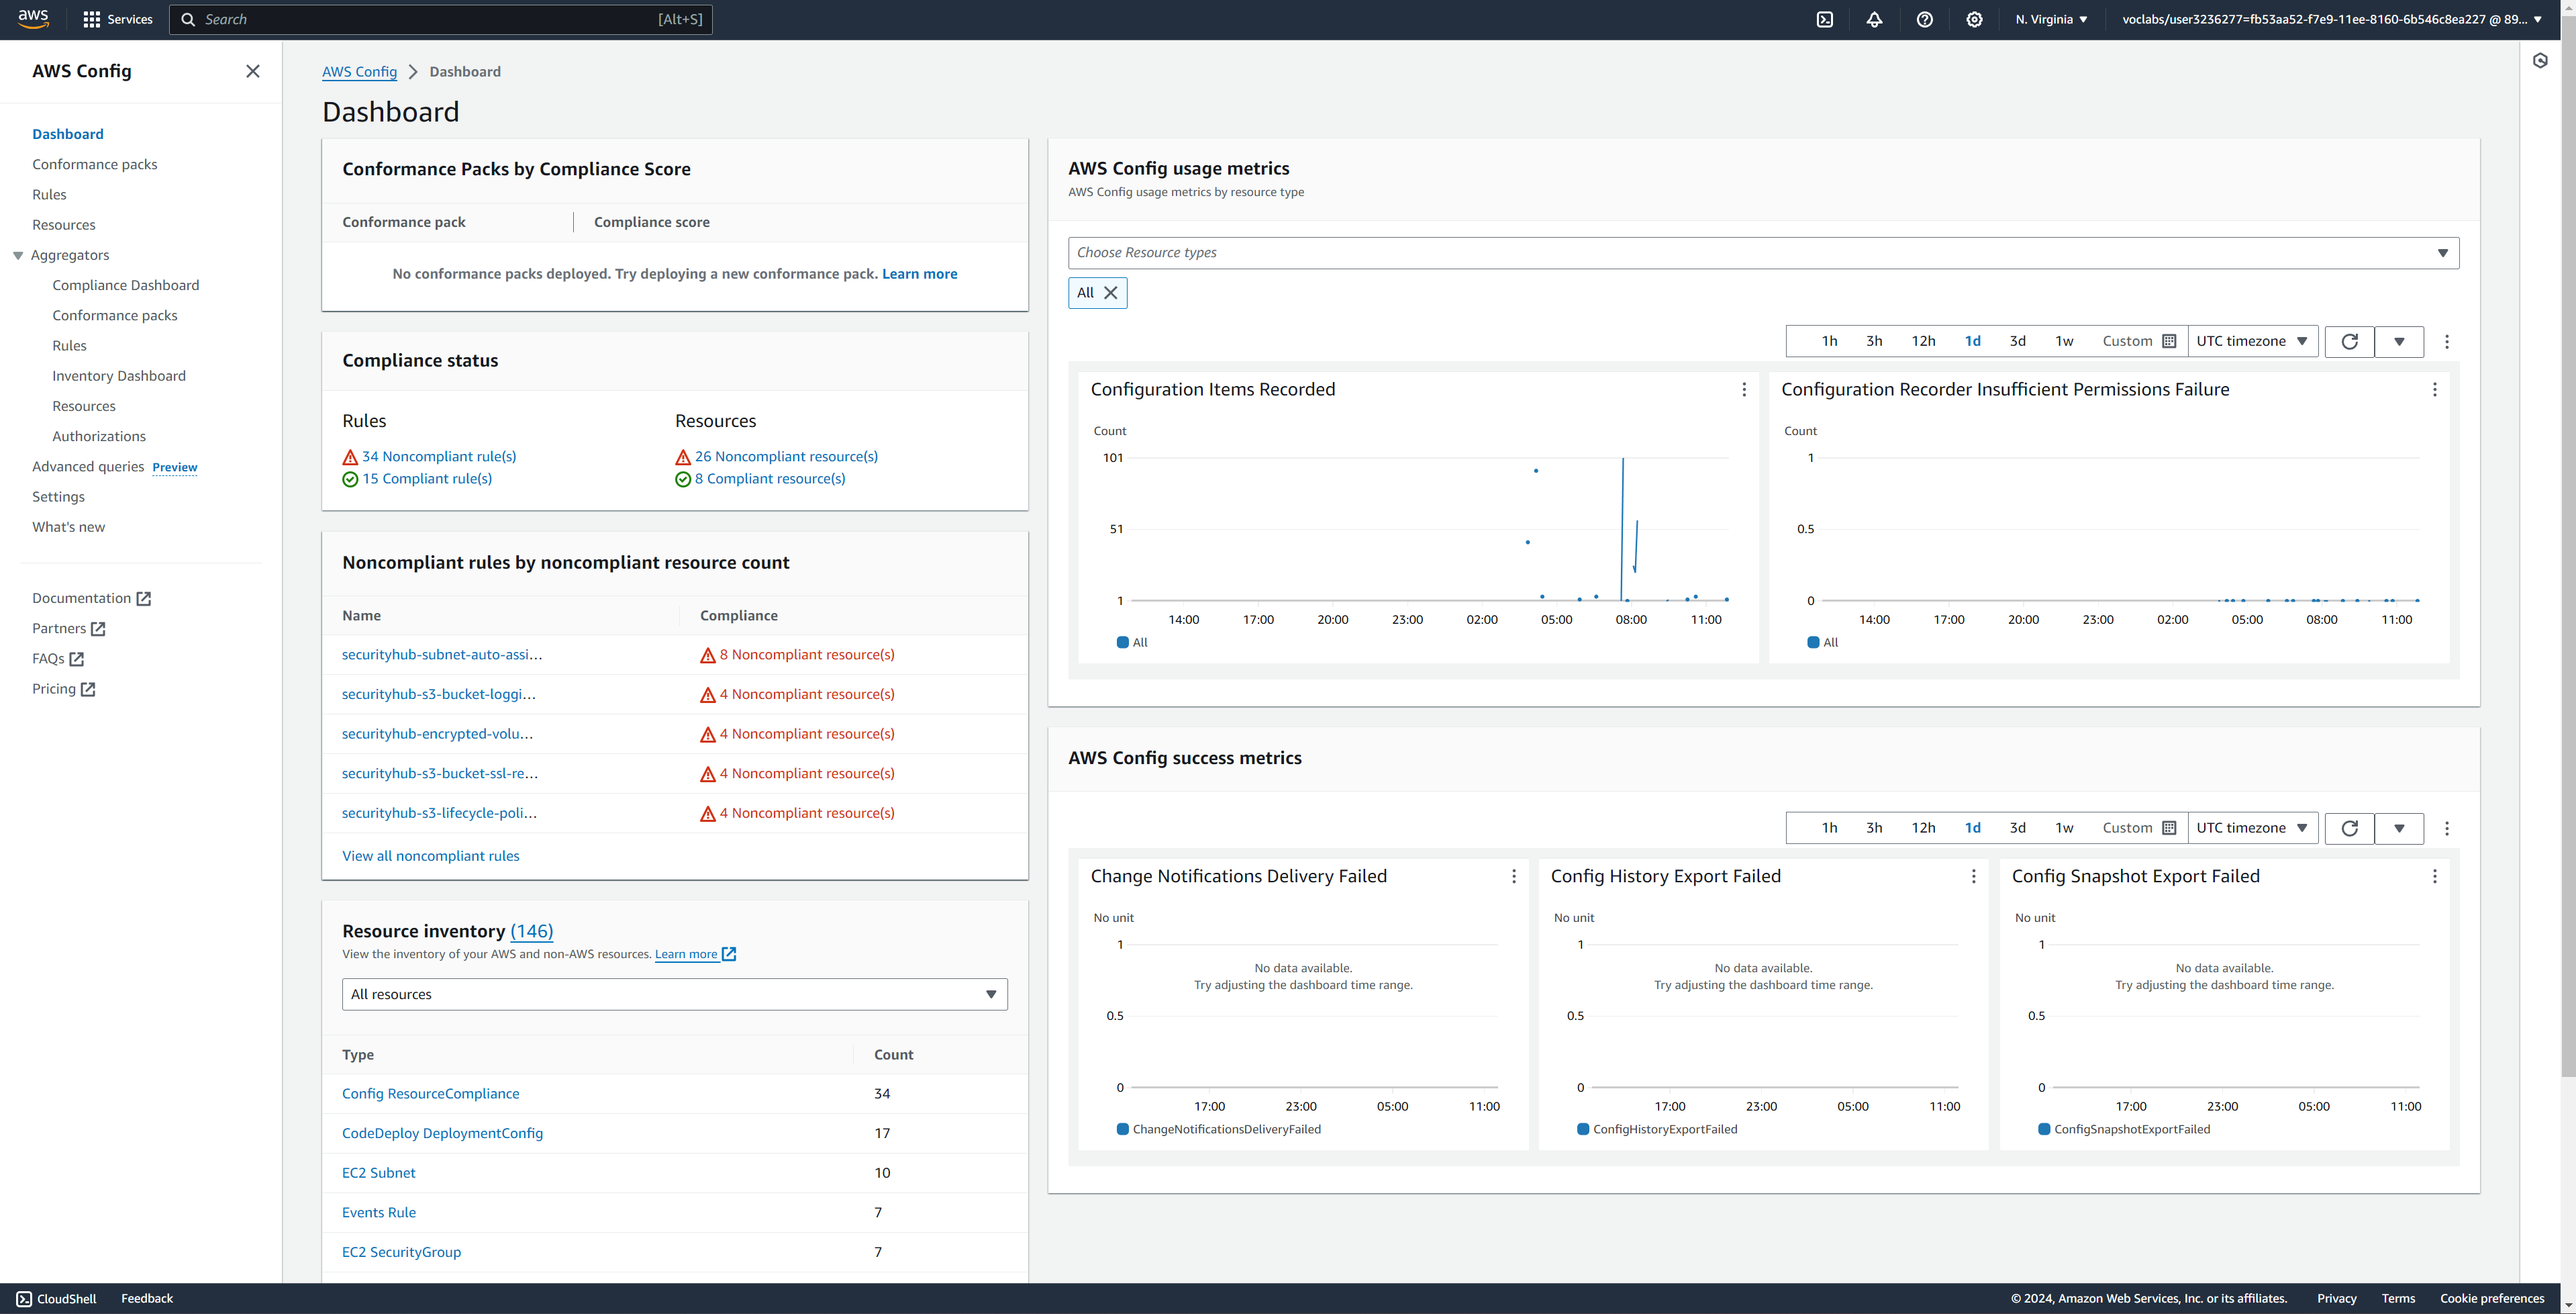 aws
Services
Search
[Alt+S]
N. Virginia
voclabs/user3236277=fb53aa52-f7e9-11ee-8160-6b546c8ea227 @ 89...
AWS Config
Dashboard
Conformance packs
Rules
Resources
Aggregators
Compliance Dashboard
Conformance packs
Rules
Inventory Dashboard
Resources
Authorizations
Advanced queries Preview
Settings
What's new
Documentation
Partners
FAQs
Pricing
AWS Config > Dashboard
Dashboard
Conformance Packs by Compliance Score
Conformance pack
Compliance score
No conformance packs deployed. Try deploying a new conformance pack. Learn more
Compliance status
Rules
34 Noncompliant rule(s)
15 Compliant rule(s)
Resources
26 Noncompliant resource(s)
8 Compliant resource(s)
Noncompliant rules by noncompliant resource count
Name Compliance
securityhub-subnet-auto-assi... 8 Noncompliant resource(s)
securityhub-s3-bucket-loggi... 4 Noncompliant resource(s)
securityhub-encrypted-volu... 4 Noncompliant resource(s)
securityhub-s3-bucket-ssl-re... 4 Noncompliant resource(s)
securityhub-s3-lifecycle-poli... 4 Noncompliant resource(s)
View all noncompliant rules
Resource inventory (146)
View the inventory of your AWS and non-AWS resources. Learn more
All resources
Type Count
Config ResourceCompliance 34
CodeDeploy DeploymentConfig 17
EC2 Subnet 10
Events Rule 7
EC2 SecurityGroup 7
AWS Config usage metrics
AWS Config usage metrics by resource type
Choose Resource types
All
1h 3h 12h 1d 3d 1w Custom UTC timezone
Configuration Items Recorded
Count
101
51
1
14:00 17:00 20:00 23:00 02:00 05:00 08:00 11:00
All
Configuration Recorder Insufficient Permissions Failure
Count
1
0.5
0
14:00 17:00 20:00 23:00 02:00 05:00 08:00 11:00
All
AWS Config success metrics
1h 3h 12h 1d 3d 1w Custom UTC timezone
Change Notifications Delivery Failed
No unit
1
No data available.
Try adjusting the dashboard time range.
0.5
0
17:00 23:00 05:00 11:00
ChangeNotificationsDeliveryFailed
Config History Export Failed
No unit
1
No data available.
Try adjusting the dashboard time range.
0.5
0
17:00 23:00 05:00 11:00
ConfigHistoryExportFailed
Config Snapshot Export Failed
No unit
1
No data available.
Try adjusting the dashboard time range.
0.5
0
17:00 23:00 05:00 11:00
ConfigSnapshotExportFailed
CloudShell Feedback
© 2024, Amazon Web Services, Inc. or its affiliates. Privacy Terms Cookie preferences